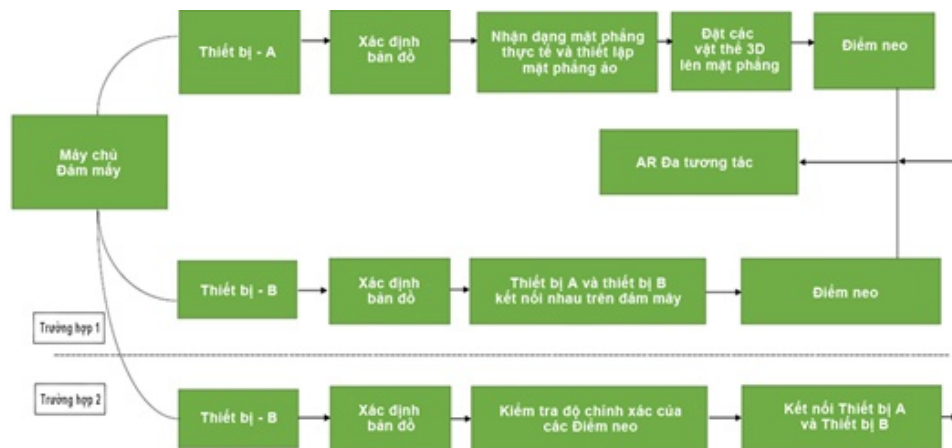 Thiết bị - A
Xác định
bản đồ
Nhận dạng mặt phẳng
thực tế và thiết lập
mặt phẳng ảo
Đặt các
vật thể 3D
lên mặt phẳng
Điểm neo
Máy chủ
Đám mấy
AR Đa tương tác
Thiết bị - B
Xác định
bản đồ
Thiết bị A và thiết bị B
kết nối nhau trên đám mây
Điểm neo
Trường hợp 1
Trường hợp 2
Thiết bị - B
Xác định
bản đồ
Kiểm tra độ chính xác của
các Điểm neo
Kết nối Thiết bị A
và Thiết bị B